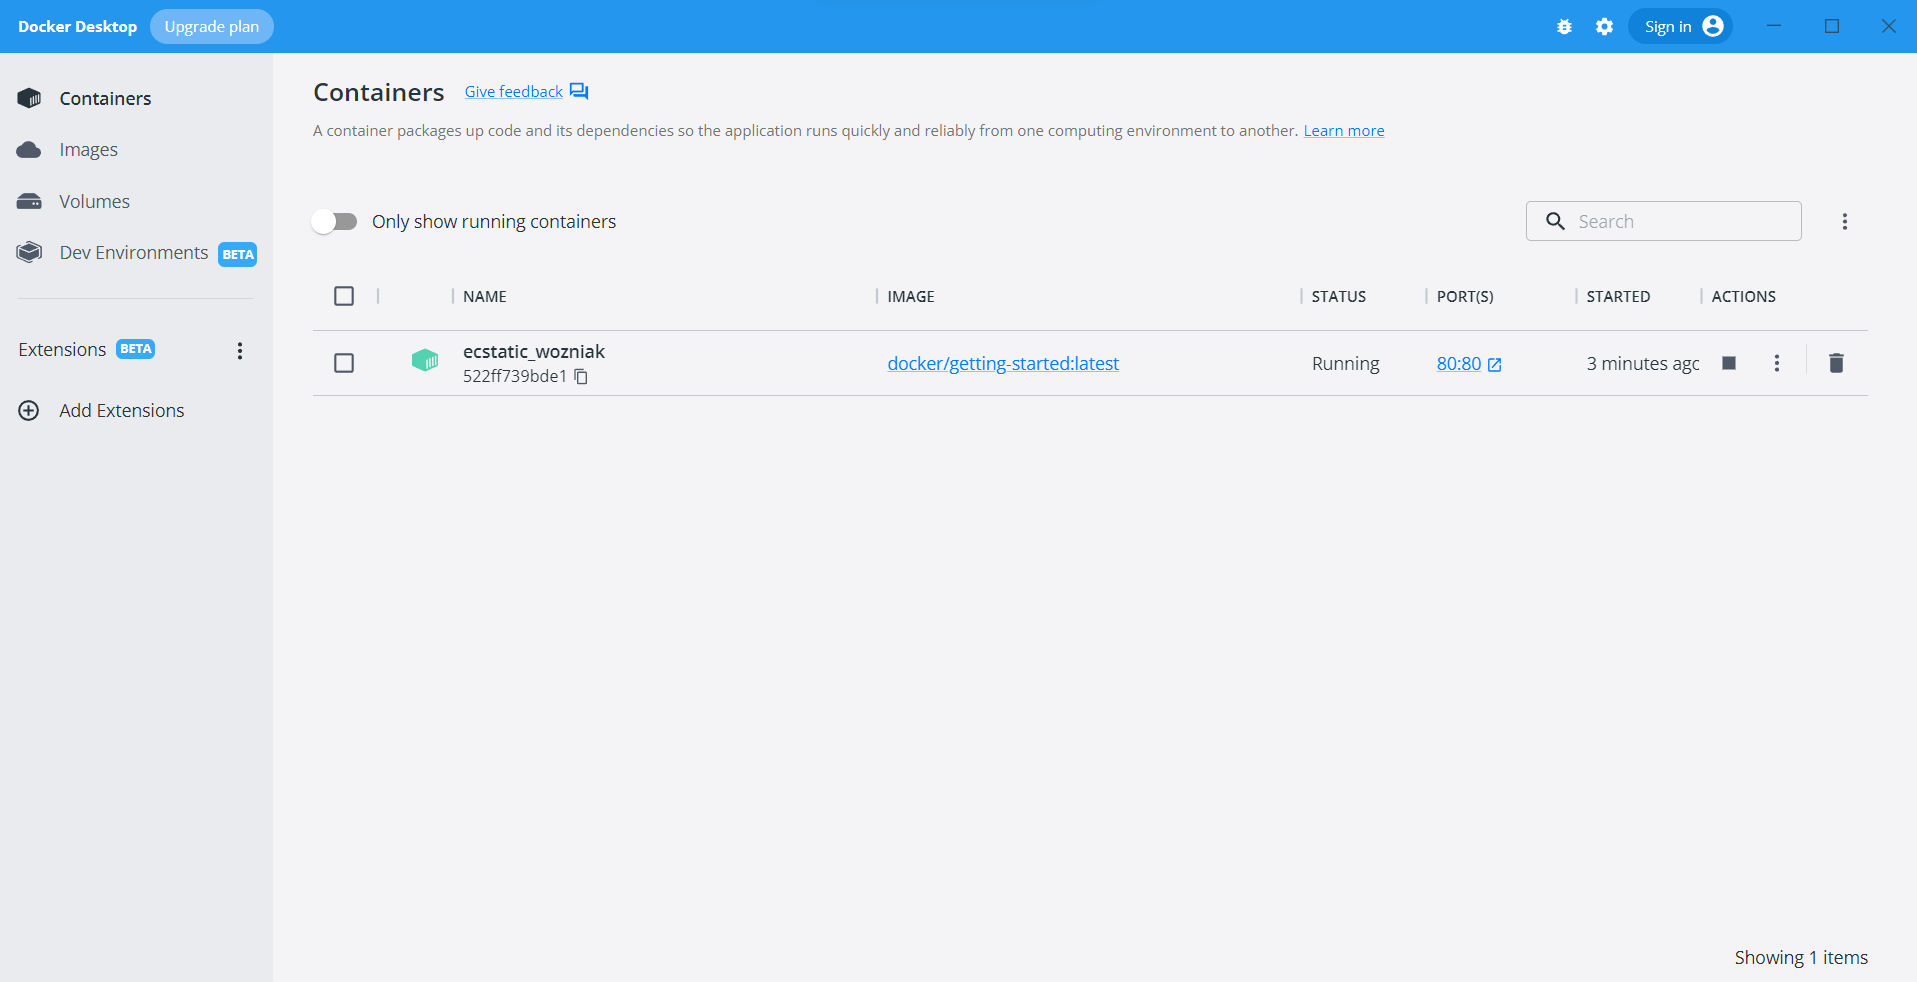 Docker Desktop Upgrade plan Sign in
Containers
Images
Volumes
Dev Environments BETA
Extensions BETA
Add Extensions
Containers Give feedback
A container packages up code and its dependencies so the application runs quickly and reliably from one computing environment to another. Learn more
Only show running containers Search
NAME IMAGE STATUS PORT(S) STARTED ACTIONS
ecstatic_wozniak
522ff739bde1
docker/getting-started:latest Running 80:80 3 minutes agc
Showing 1 items